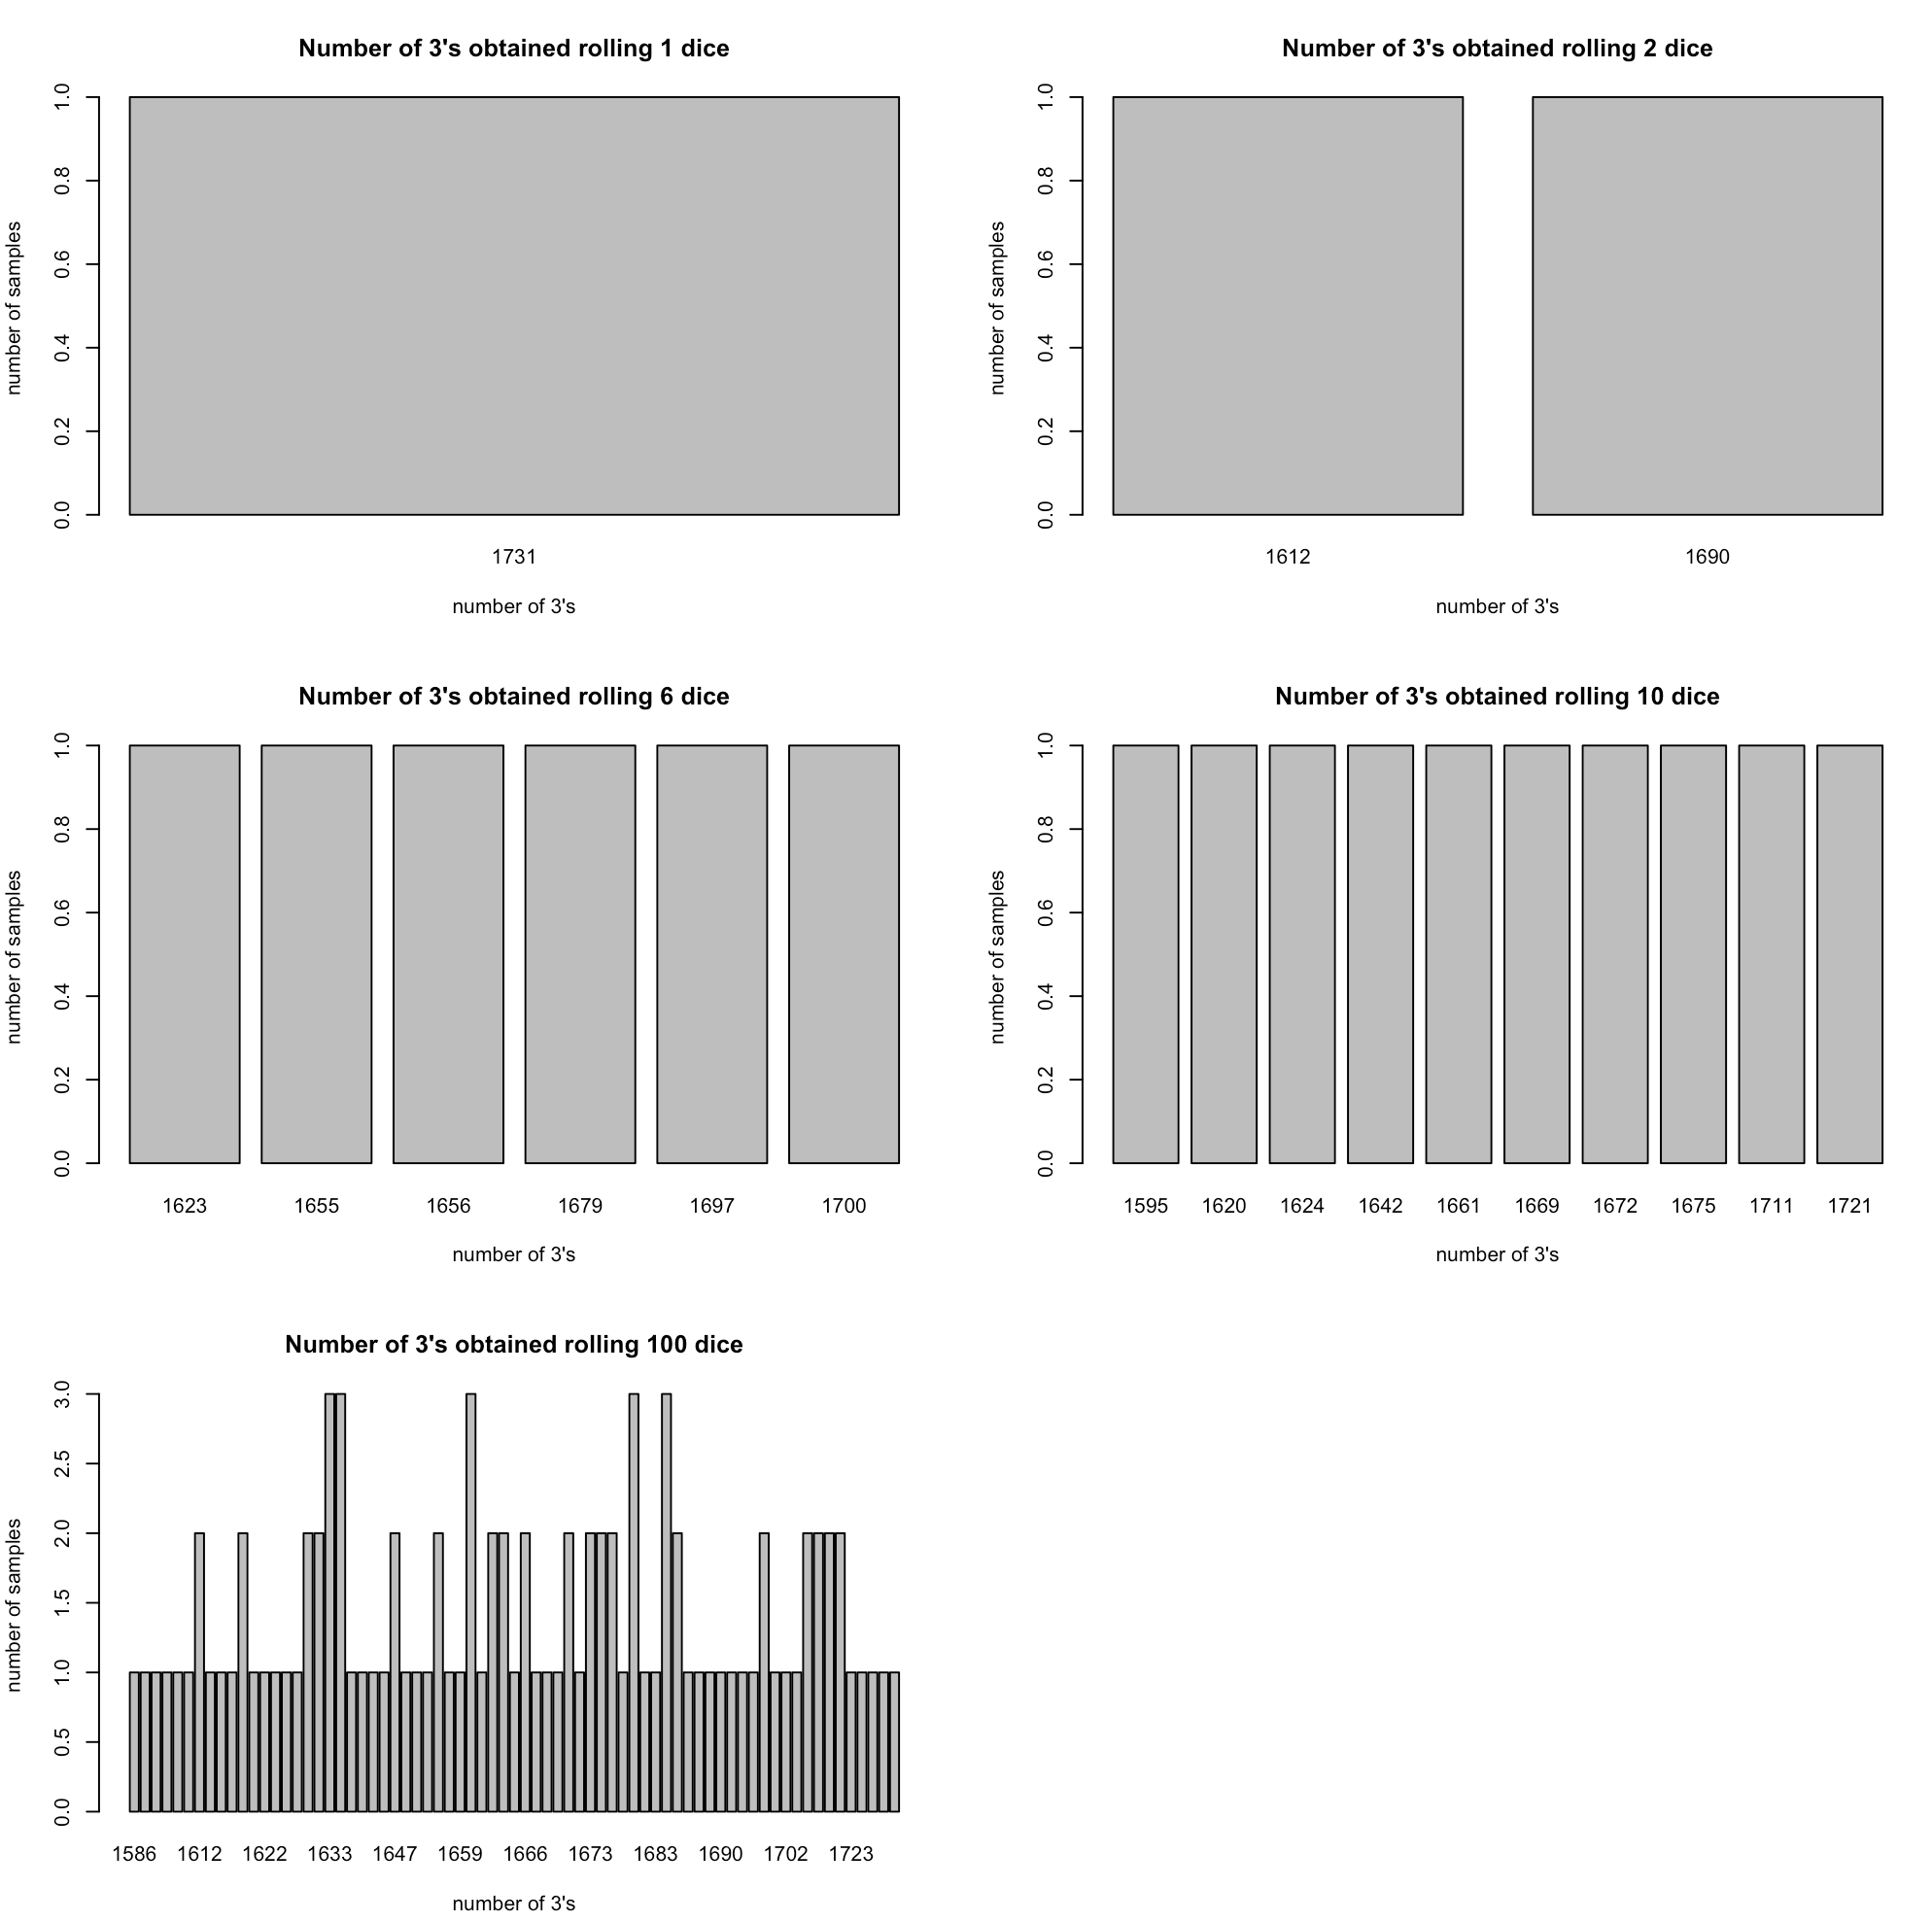 Number of 3's obtained rolling 1 dice
number of samples
0.0 0.2 0.4 0.6 0.8 1.0
1731
number of 3's
Number of 3's obtained rolling 2 dice
number of samples
0.0 0.2 0.4 0.6 0.8 1.0
1612 1690
number of 3's
Number of 3's obtained rolling 6 dice
number of samples
0.0 0.2 0.4 0.6 0.8 1.0
1623 1655 1656 1679 1697 1700
number of 3's
Number of 3's obtained rolling 10 dice
number of samples
0.0 0.2 0.4 0.6 0.8 1.0
1595 1620 1624 1642 1661 1669 1672 1675 1711 1721
number of 3's
Number of 3's obtained rolling 100 dice
number of samples
0.0 0.5 1.0 1.5 2.0 2.5 3.0
1586 1612 1622 1633 1647 1659 1666 1673 1683 1690 1702 1723
number of 3's